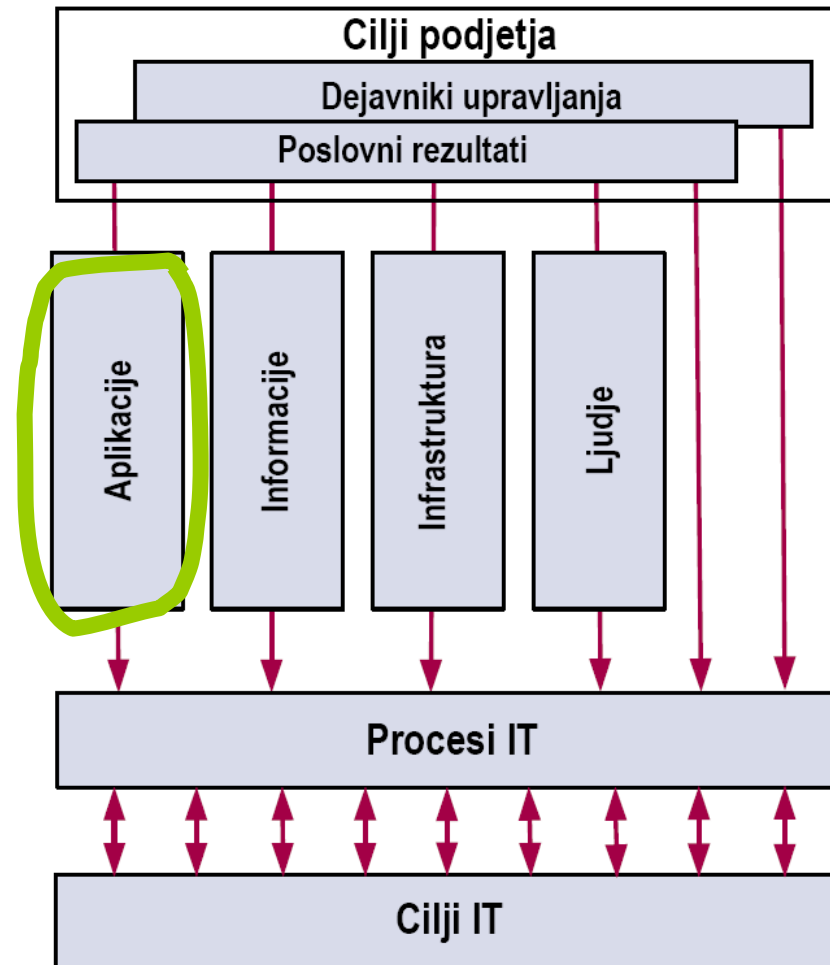 Cilji podjetja
Dejavniki upravljanja
Poslovni rezultati
Aplikacije
Informacije
Infrastruktura
Ljudje
Procesi IT
Cilji IT